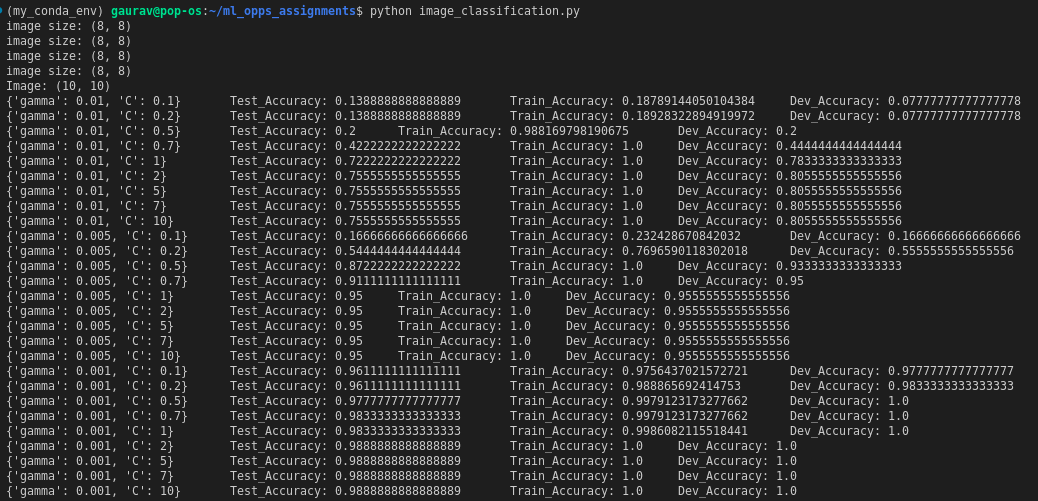 (my_conda_env) gaurav@pop-os:~/ml_opps_assignments$ python image_classification.py
image size: (8, 8)
image size: (8, 8)
image size: (8, 8)
image size: (8, 8)
Image: (10, 10)
{'gamma': 0.01, 'C': 0.1} Test_Accuracy: 0.1388888888888889 Train_Accuracy: 0.18789144050104384 Dev_Accuracy: 0.07777777777777778
{'gamma': 0.01, 'C': 0.2} Test_Accuracy: 0.1388888888888889 Train_Accuracy: 0.18928322894919972 Dev_Accuracy: 0.07777777777777778
{'gamma': 0.01, 'C': 0.5} Test_Accuracy: 0.2 Train_Accuracy: 0.988169798190675 Dev_Accuracy: 0.2
{'gamma': 0.01, 'C': 0.7} Test_Accuracy: 0.4222222222222222 Train_Accuracy: 1.0 Dev_Accuracy: 0.4444444444444444
{'gamma': 0.01, 'C': 1} Test_Accuracy: 0.7222222222222222 Train_Accuracy: 1.0 Dev_Accuracy: 0.7833333333333333
{'gamma': 0.01, 'C': 2} Test_Accuracy: 0.7555555555555555 Train_Accuracy: 1.0 Dev_Accuracy: 0.8055555555555556
{'gamma': 0.01, 'C': 5} Test_Accuracy: 0.7555555555555555 Train_Accuracy: 1.0 Dev_Accuracy: 0.8055555555555556
{'gamma': 0.01, 'C': 7} Test_Accuracy: 0.7555555555555555 Train_Accuracy: 1.0 Dev_Accuracy: 0.8055555555555556
{'gamma': 0.01, 'C': 10} Test_Accuracy: 0.7555555555555555 Train_Accuracy: 1.0 Dev_Accuracy: 0.8055555555555556
{'gamma': 0.005, 'C': 0.1} Test_Accuracy: 0.16666666666666666 Train_Accuracy: 0.232428670842032 Dev_Accuracy: 0.16666666666666666
{'gamma': 0.005, 'C': 0.2} Test_Accuracy: 0.5444444444444444 Train_Accuracy: 0.7696590118302018 Dev_Accuracy: 0.5555555555555556
{'gamma': 0.005, 'C': 0.5} Test_Accuracy: 0.8722222222222222 Train_Accuracy: 1.0 Dev_Accuracy: 0.9333333333333333
{'gamma': 0.005, 'C': 0.7} Test_Accuracy: 0.9111111111111111 Train_Accuracy: 1.0 Dev_Accuracy: 0.95
{'gamma': 0.005, 'C': 1} Test_Accuracy: 0.95 Train_Accuracy: 1.0 Dev_Accuracy: 0.9555555555555556
{'gamma': 0.005, 'C': 2} Test_Accuracy: 0.95 Train_Accuracy: 1.0 Dev_Accuracy: 0.9555555555555556
{'gamma': 0.005, 'C': 5} Test_Accuracy: 0.95 Train_Accuracy: 1.0 Dev_Accuracy: 0.9555555555555556
{'gamma': 0.005, 'C': 7} Test_Accuracy: 0.95 Train_Accuracy: 1.0 Dev_Accuracy: 0.9555555555555556
{'gamma': 0.005, 'C': 10} Test_Accuracy: 0.95 Train_Accuracy: 1.0 Dev_Accuracy: 0.9555555555555556
{'gamma': 0.001, 'C': 0.1} Test_Accuracy: 0.9611111111111111 Train_Accuracy: 0.9756437021572721 Dev_Accuracy: 0.9777777777777777
{'gamma': 0.001, 'C': 0.2} Test_Accuracy: 0.9611111111111111 Train_Accuracy: 0.988865692414753 Dev_Accuracy: 0.9833333333333333
{'gamma': 0.001, 'C': 0.5} Test_Accuracy: 0.9777777777777777 Train_Accuracy: 0.9979123173277662 Dev_Accuracy: 1.0
{'gamma': 0.001, 'C': 0.7} Test_Accuracy: 0.9833333333333333 Train_Accuracy: 0.9979123173277662 Dev_Accuracy: 1.0
{'gamma': 0.001, 'C': 1} Test_Accuracy: 0.9833333333333333 Train_Accuracy: 0.9986082115518441 Dev_Accuracy: 1.0
{'gamma': 0.001, 'C': 2} Test_Accuracy: 0.9888888888888889 Train_Accuracy: 1.0 Dev_Accuracy: 1.0
{'gamma': 0.001, 'C': 5} Test_Accuracy: 0.9888888888888889 Train_Accuracy: 1.0 Dev_Accuracy: 1.0
{'gamma': 0.001, 'C': 7} Test_Accuracy: 0.9888888888888889 Train_Accuracy: 1.0 Dev_Accuracy: 1.0
{'gamma': 0.001, 'C': 10} Test_Accuracy: 0.9888888888888889 Train_Accuracy: 1.0 Dev_Accuracy: 1.0